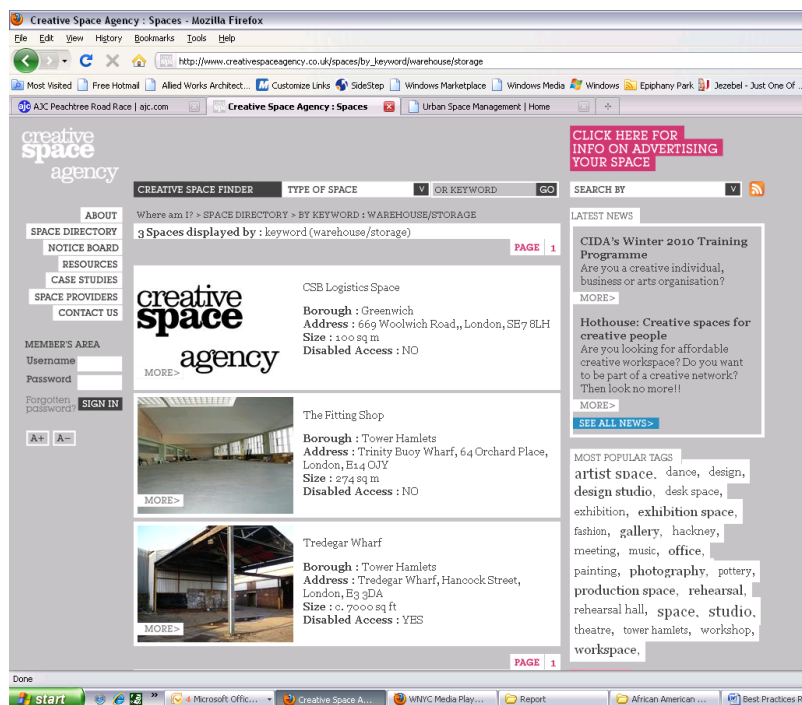 Creative Space Agency : Spaces - Mozilla Firefox
File Edit View History Bookmarks Tools Help
http://www.creativespaceagency.co.uk/spaces/by_keyword/warehouse/storage
Most Visited Free Hotmail Allied Works Architect... Customize Links SideStep Windows Marketplace Windows Media Windows Epiphany Park Jezebel - Just One Of ...
AJC Peachtree Road Race | ajc.com Creative Space Agency : Spaces Urban Space Management | Home
creative
space
agency
CLICK HERE FOR
INFO ON ADVERTISING
YOUR SPACE
CREATIVE SPACE FINDER TYPE OF SPACE V OR KEYWORD GO SEARCH BY V
ABOUT
SPACE DIRECTORY
NOTICE BOARD
RESOURCES
CASE STUDIES
SPACE PROVIDERS
CONTACT US
MEMBER'S AREA
Username
Password
Forgotten
password?
SIGN IN
A+ A-
Where am I? > SPACE DIRECTORY > BY KEYWORD : WAREHOUSE/STORAGE
3 Spaces displayed by : keyword (warehouse/storage)
PAGE 1
creative
space
agency
MORE>
CSB Logistics Space
Borough : Greenwich
Address : 669 Woolwich Road,, London, SE7 8LH
Size : 100 sq m
Disabled Access : NO
MORE>
The Fitting Shop
Borough : Tower Hamlets
Address : Trinity Buoy Wharf, 64 Orchard Place,
London, E14 OJY
Size : 274 sq m
Disabled Access : NO
MORE>
Tredegar Wharf
Borough : Tower Hamlets
Address : Tredegar Wharf, Hancock Street,
London, E3 3DA
Size : c. 7000 sq ft
Disabled Access : YES
PAGE 1
LATEST NEWS
CIDA's Winter 2010 Training
Programme
Are you a creative individual,
business or arts organisation?
MORE>
Hothouse: Creative spaces for
creative people
Are you looking for affordable
creative workspace? Do you want
to be part of a creative network?
Then look no more!!
MORE>
SEE ALL NEWS>
MOST POPULAR TAGS
artist space, dance, design,
design studio, desk space,
exhibition, exhibition space,
fashion, gallery, hackney,
meeting, music, office,
painting, photography, pottery,
production space, rehearsal,
rehearsal hall, space, studio,
theatre, tower hamlets, workshop,
workspace,
Done
start » 4 Microsoft Offic... Creative Space A... WNYC Media Play... Report African American ... Best Practices R